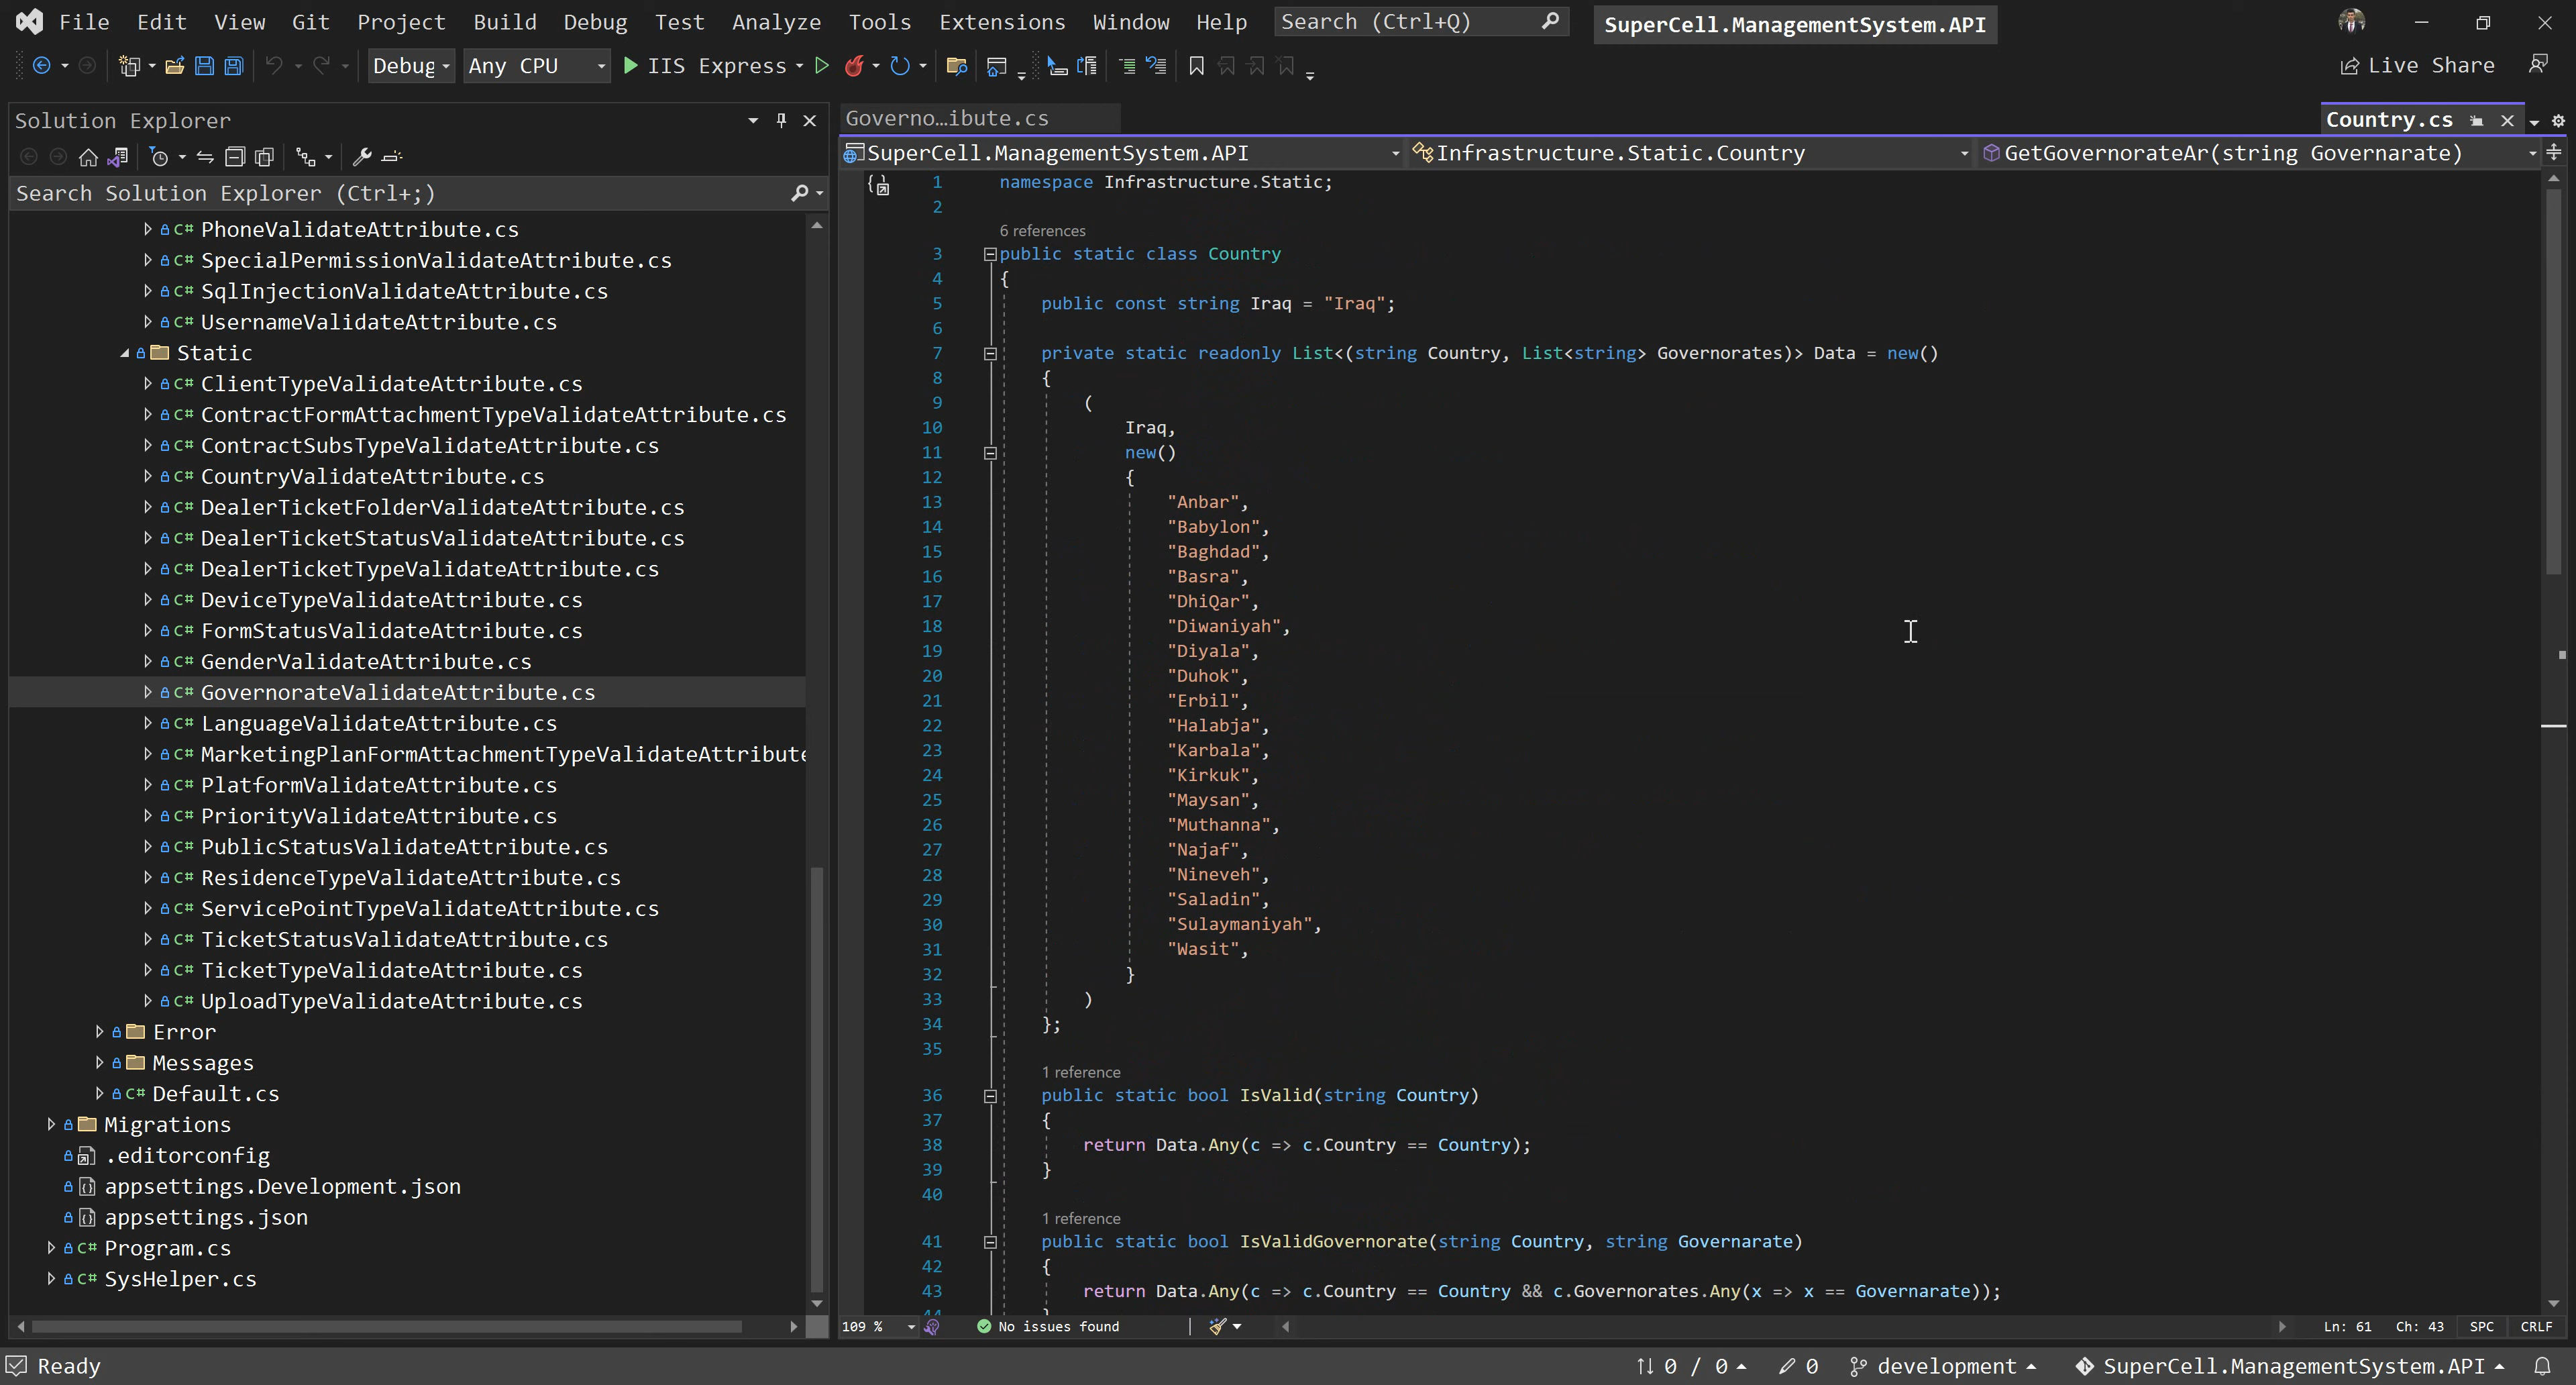 File Edit View Git Project Build Debug Test Analyze Tools Extensions Window Help Search (Ctrl+Q) SuperCell.ManagementSystem.API
Debug Any CPU IIS Express Live Share
Solution Explorer
Search Solution Explorer (Ctrl+;)
PhoneValidateAttribute.cs
SpecialPermissionValidateAttribute.cs
SqlInjectionValidateAttribute.cs
UsernameValidateAttribute.cs
Static
ClientTypeValidateAttribute.cs
ContractFormAttachmentTypeValidateAttribute.cs
ContractSubsTypeValidateAttribute.cs
CountryValidateAttribute.cs
DealerTicketFolderValidateAttribute.cs
DealerTicketStatusValidateAttribute.cs
DealerTicketTypeValidateAttribute.cs
DeviceTypeValidateAttribute.cs
FormStatusValidateAttribute.cs
GenderValidateAttribute.cs
GovernorateValidateAttribute.cs
LanguageValidateAttribute.cs
MarketingPlanFormAttachmentTypeValidateAttribute
PlatformValidateAttribute.cs
PriorityValidateAttribute.cs
PublicStatusValidateAttribute.cs
ResidenceTypeValidateAttribute.cs
ServicePointTypeValidateAttribute.cs
TicketStatusValidateAttribute.cs
TicketTypeValidateAttribute.cs
UploadTypeValidateAttribute.cs
Error
Messages
Default.cs
Migrations
.editorconfig
appsettings.Development.json
appsettings.json
Program.cs
SysHelper.cs
Governo…ibute.cs Country.cs
SuperCell.ManagementSystem.API Infrastructure.Static.Country GetGovernorateAr(string Governarate)
1 namespace Infrastructure.Static;
2
6 references
3 public static class Country
4 {
5 public const string Iraq = "Iraq";
6
7 private static readonly List<(string Country, List<string> Governorates)> Data = new()
8 {
9 (
10 Iraq,
11 new()
12 {
13 "Anbar",
14 "Babylon",
15 "Baghdad",
16 "Basra",
17 "DhiQar",
18 "Diwaniyah",
19 "Diyala",
20 "Duhok",
21 "Erbil",
22 "Halabja",
23 "Karbala",
24 "Kirkuk",
25 "Maysan",
26 "Muthanna",
27 "Najaf",
28 "Nineveh",
29 "Saladin",
30 "Sulaymaniyah",
31 "Wasit",
32 }
33 )
34 };
35
1 reference
36 public static bool IsValid(string Country)
37 {
38 return Data.Any(c => c.Country == Country);
39 }
40
1 reference
41 public static bool IsValidGovernorate(string Country, string Governarate)
42 {
43 return Data.Any(c => c.Country == Country && c.Governorates.Any(x => x == Governarate));
44 }
109 % No issues found Ln: 61 Ch: 43 SPC CRLF
Ready 0 / 0 0 development SuperCell.ManagementSystem.API